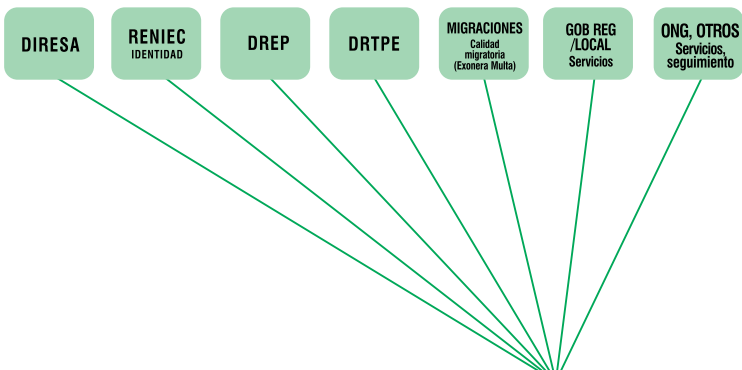 DIRESA
RENIEC
IDENTIDAD
DREP
DRTPE
MIGRACIONES
Calidad
migratoria
(Exonera Multa)
GOB REG
/LOCAL
Servicios
ONG, OTROS
Servicios,
seguimiento